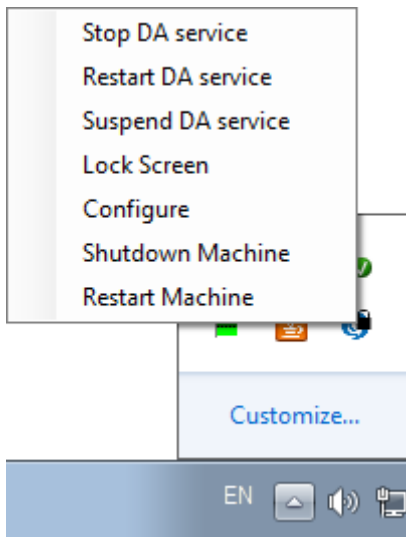 Stop DA service
Restart DA service
Suspend DA service
Lock Screen
Configure
Shutdown Machine
Restart Machine
Customize...
EN